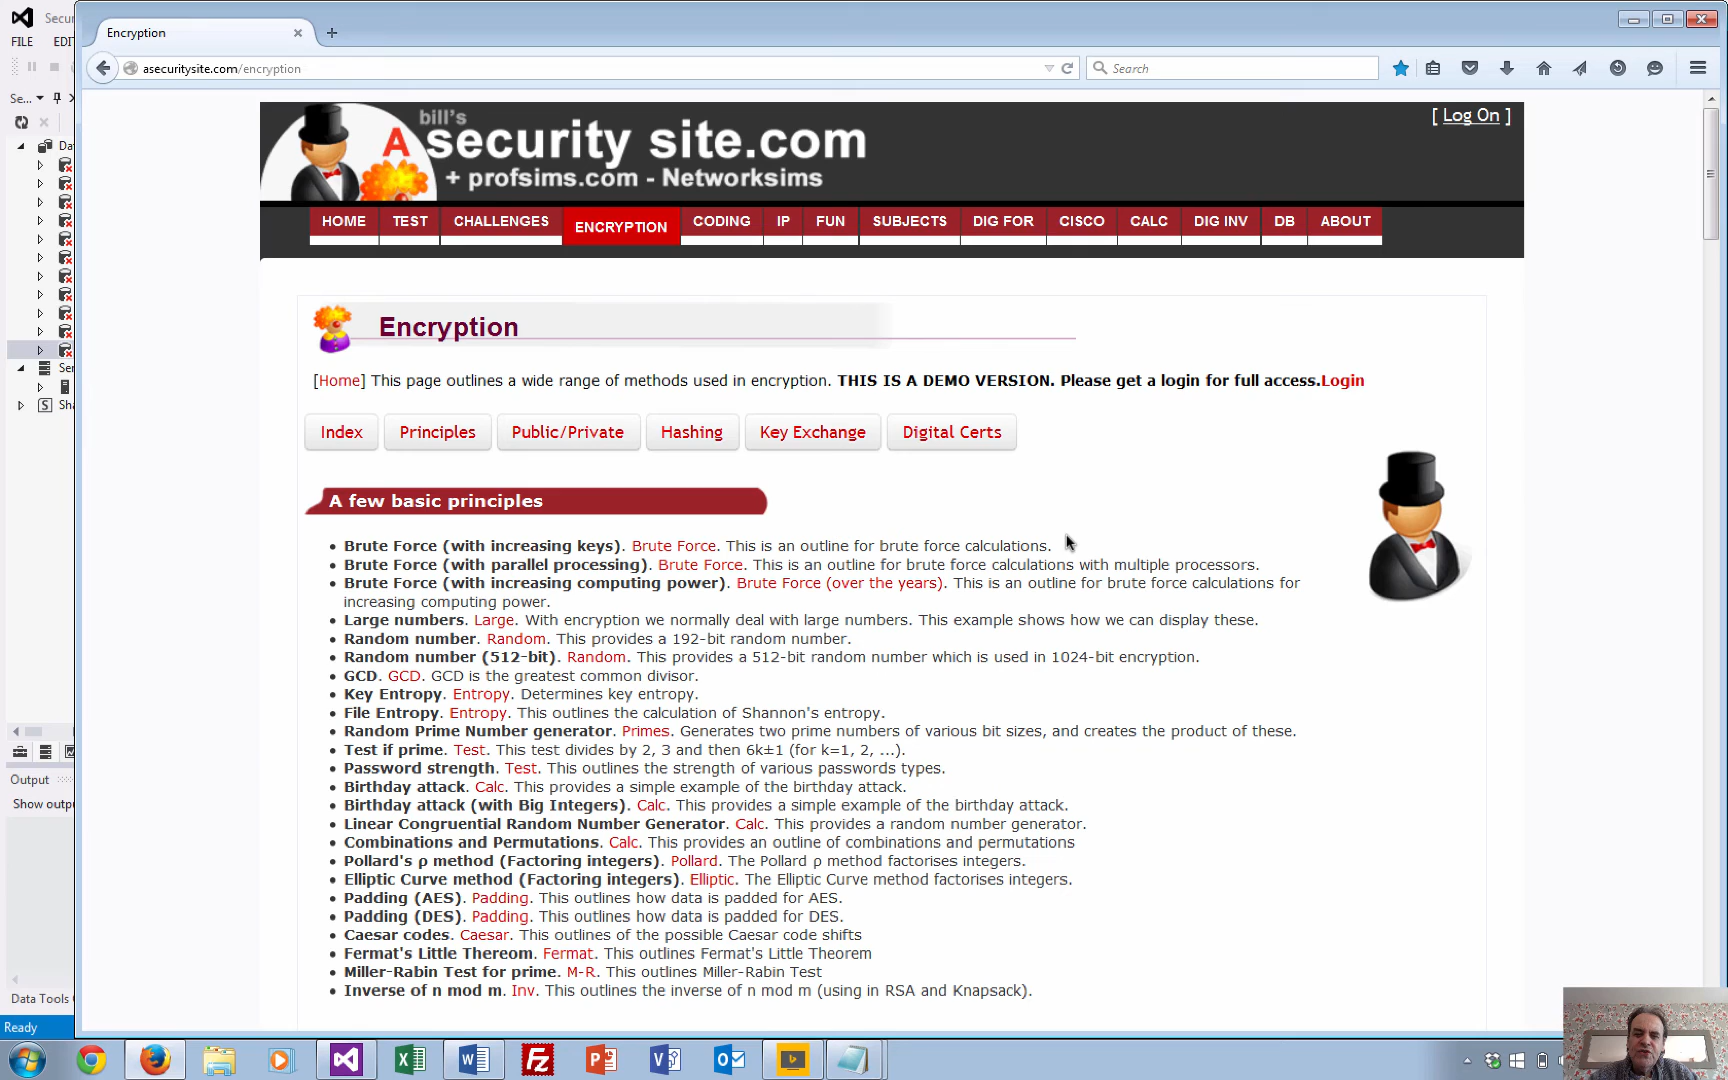 Secu
FILE EDI
Se...
Da
Se
Sh
Output
Show outp
Data Tools
Ready
Encryption
asecuritysite.com/encryption
Search
[ Log On ]
bill's
A security site.com
+ profsims.com - Networksims
HOME TEST CHALLENGES ENCRYPTION CODING IP FUN SUBJECTS DIG FOR CISCO CALC DIG INV DB ABOUT
Encryption
[Home] This page outlines a wide range of methods used in encryption. THIS IS A DEMO VERSION. Please get a login for full access.Login
Index Principles Public/Private Hashing Key Exchange Digital Certs
A few basic principles
• Brute Force (with increasing keys). Brute Force. This is an outline for brute force calculations.
• Brute Force (with parallel processing). Brute Force. This is an outline for brute force calculations with multiple processors.
• Brute Force (with increasing computing power). Brute Force (over the years). This is an outline for brute force calculations for
increasing computing power.
• Large numbers. Large. With encryption we normally deal with large numbers. This example shows how we can display these.
• Random number. Random. This provides a 192-bit random number.
• Random number (512-bit). Random. This provides a 512-bit random number which is used in 1024-bit encryption.
• GCD. GCD. GCD is the greatest common divisor.
• Key Entropy. Entropy. Determines key entropy.
• File Entropy. Entropy. This outlines the calculation of Shannon's entropy.
• Random Prime Number generator. Primes. Generates two prime numbers of various bit sizes, and creates the product of these.
• Test if prime. Test. This test divides by 2, 3 and then 6k±1 (for k=1, 2, ...).
• Password strength. Test. This outlines the strength of various passwords types.
• Birthday attack. Calc. This provides a simple example of the birthday attack.
• Birthday attack (with Big Integers). Calc. This provides a simple example of the birthday attack.
• Linear Congruential Random Number Generator. Calc. This provides a random number generator.
• Combinations and Permutations. Calc. This provides an outline of combinations and permutations
• Pollard's ρ method (Factoring integers). Pollard. The Pollard ρ method factorises integers.
• Elliptic Curve method (Factoring integers). Elliptic. The Elliptic Curve method factorises integers.
• Padding (AES). Padding. This outlines how data is padded for AES.
• Padding (DES). Padding. This outlines how data is padded for DES.
• Caesar codes. Caesar. This outlines of the possible Caesar code shifts
• Fermat's Little Thereom. Fermat. This outlines Fermat's Little Theorem
• Miller-Rabin Test for prime. M-R. This outlines Miller-Rabin Test
• Inverse of n mod m. Inv. This outlines the inverse of n mod m (using in RSA and Knapsack).